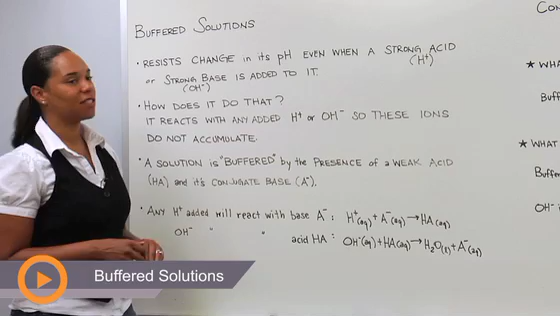 BUFFERED SOLUTIONS
• RESISTS CHANGE in its pH EVEN WHEN A STRONG ACID
(H⁺)
or STRONG BASE IS ADDED TO IT.
(OH⁻)
• HOW DOES IT DO THAT?
IT REACTS WITH ANY ADDED H⁺ or OH⁻ SO THESE IONS
DO NOT ACCUMULATE.
• A SOLUTION is "BUFFERED" by the PRESENCE of a WEAK ACID
(HA) and it's CONJUGATE BASE (A⁻).
• ANY H⁺ added will react with base A⁻: H⁺(aq) + A⁻(aq) → HA(aq)
OH⁻ " " acid HA: OH⁻(aq) + HA(aq) → H₂O(l) + A⁻(aq)
CON
★ WHA
Buff
★ WHAT
Buffer
OH⁻ i
Buffered Solutions